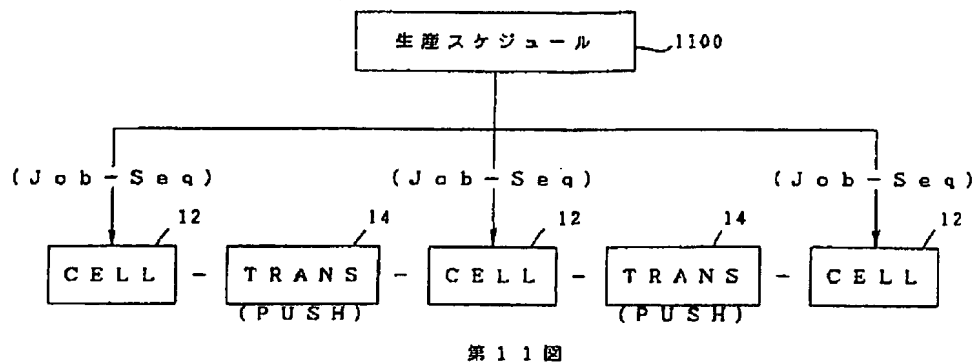 生産スケジュール
1100
(Job-Seq) (Job-Seq) (Job-Seq)
12 14 12 14 12
CELL - TRANS - CELL - TRANS - CELL
(PUSH) (PUSH)
第11図